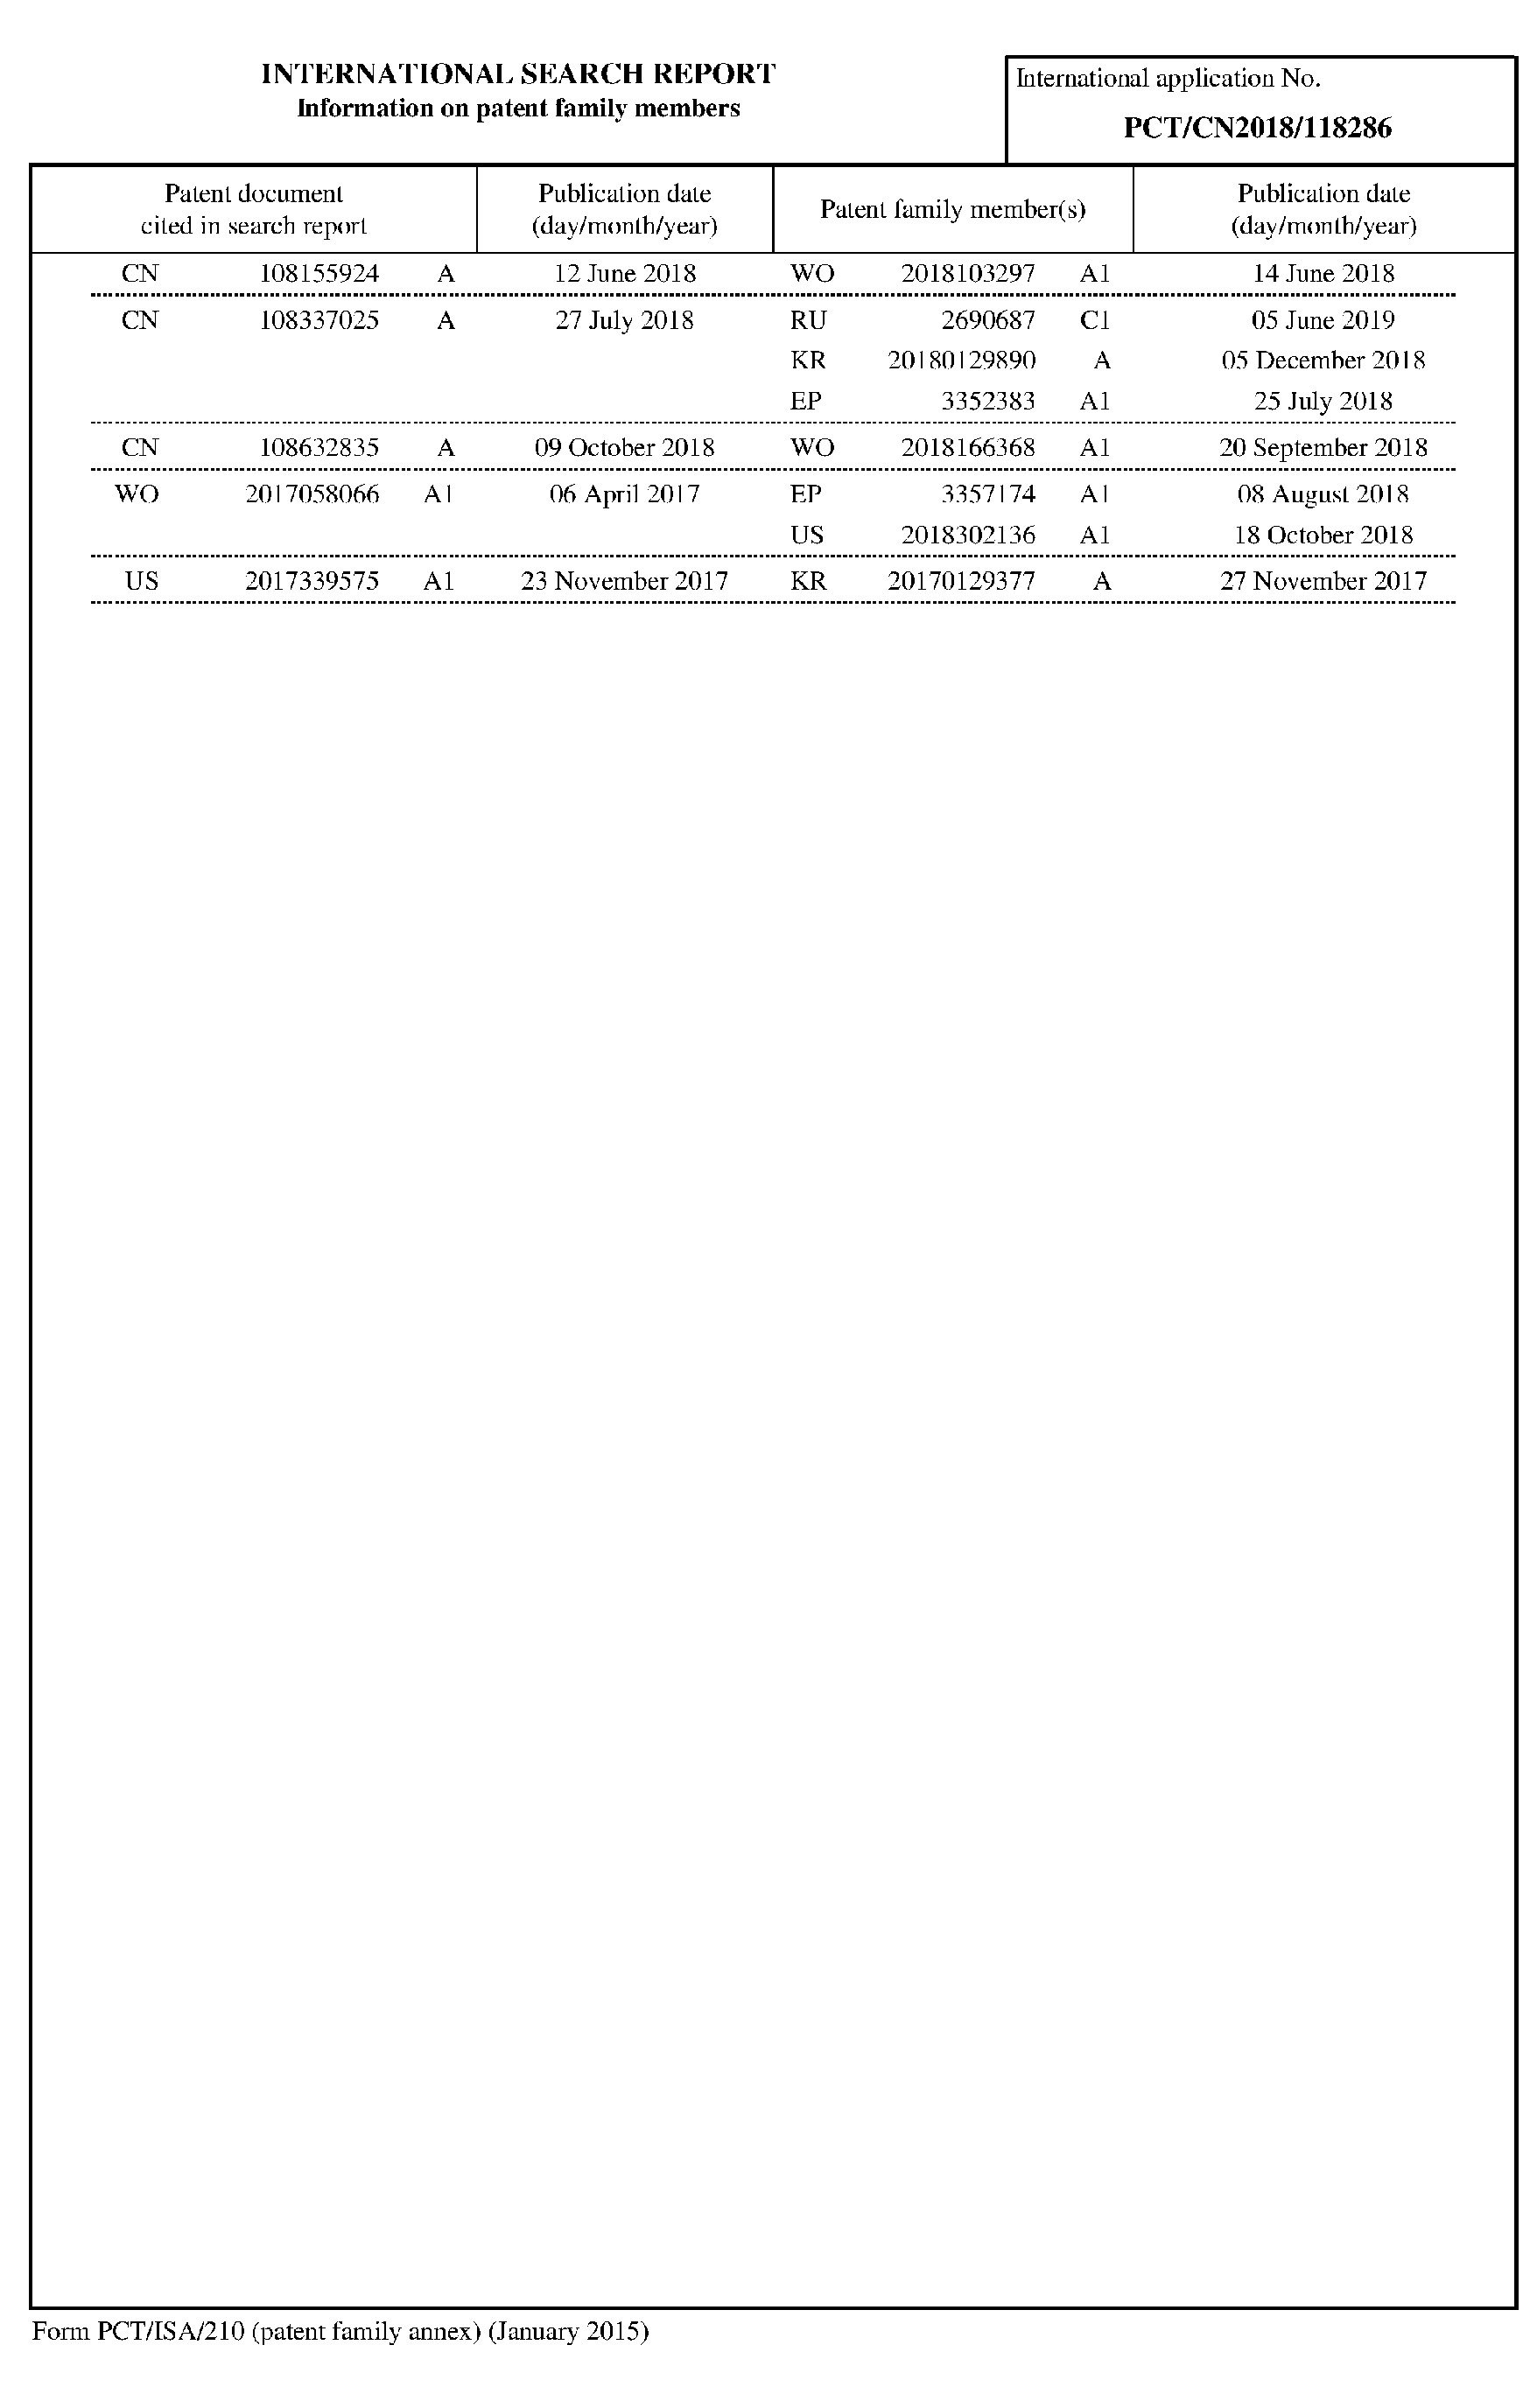 INTERNATIONAL SEARCH REPORT
Information on patent family members
International application No.
PCT/CN2018/118286
Patent document
cited in search report
Publication date
(day/month/year)
Patent family member(s)
Publication date
(day/month/year)
CN 108155924 A 12 June 2018 WO 2018103297 A1 14 June 2018
CN 108337025 A 27 July 2018 RU 2690687 C1 05 June 2019
KR 20180129890 A 05 December 2018
EP 3352383 A1 25 July 2018
CN 108632835 A 09 October 2018 WO 2018166368 A1 20 September 2018
WO 2017058066 A1 06 April 2017 EP 3357174 A1 08 August 2018
US 2018302136 A1 18 October 2018
US 2017339575 A1 23 November 2017 KR 20170129377 A 27 November 2017
Form PCT/ISA/210 (patent family annex) (January 2015)